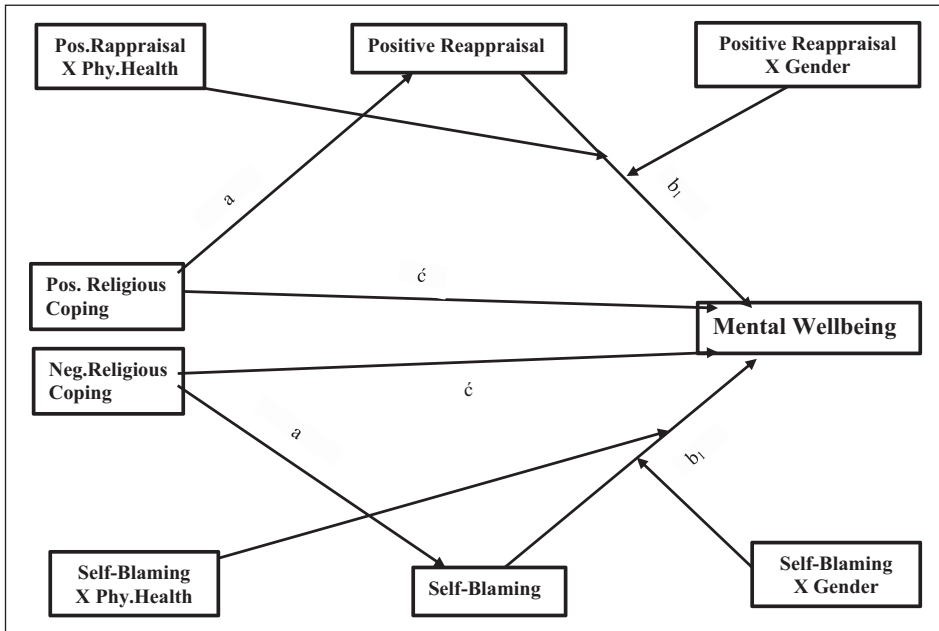 Pos.Rappraisal
X Phy.Health
Positive Reappraisal
Positive Reappraisal
X Gender
a
b₁
Pos. Religious
Coping
ć
Mental Wellbeing
Neg.Religious
Coping
ć
a
b₁
Self-Blaming
X Phy.Health
Self-Blaming
Self-Blaming
X Gender